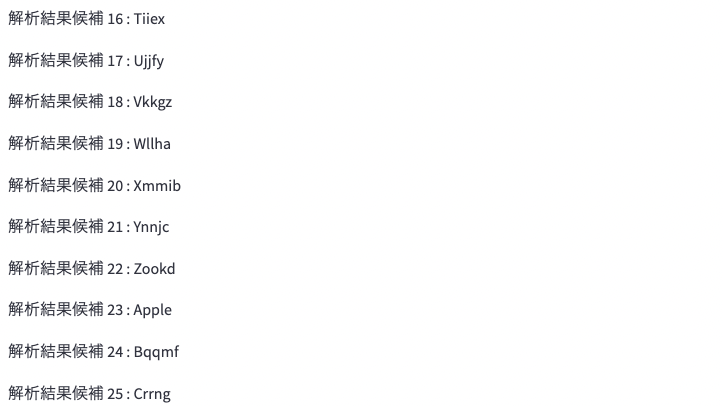 解析結果候補 16 : Tiiex
解析結果候補 17 : Ujjfy
解析結果候補 18 : Vkkgz
解析結果候補 19 : Wllha
解析結果候補 20 : Xmmib
解析結果候補 21 : Ynnjc
解析結果候補 22 : Zookd
解析結果候補 23 : Apple
解析結果候補 24 : Bqqmf
解析結果候補 25 : Crrng